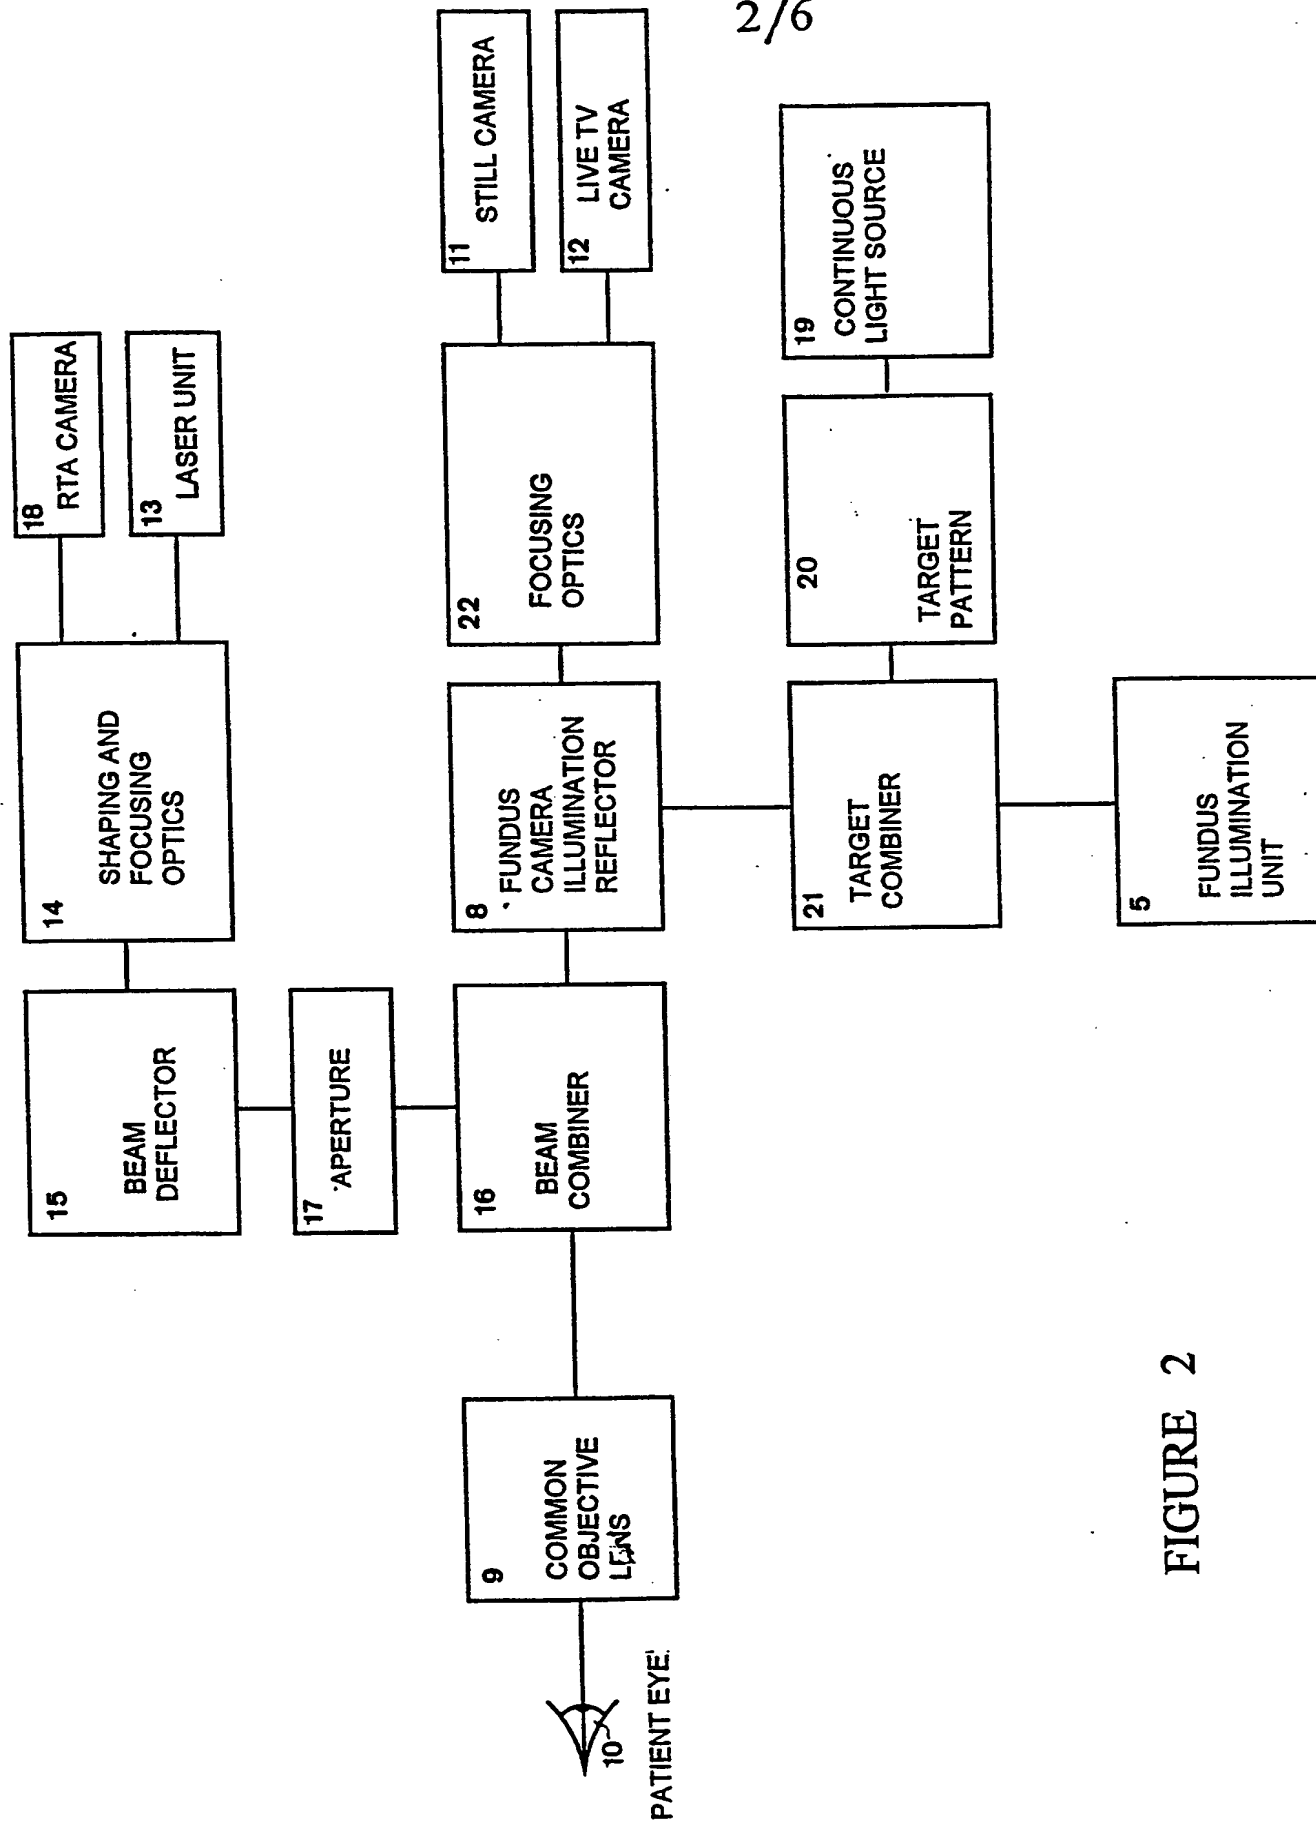 2/6
18
RTA CAMERA
13
LASER UNIT
14
SHAPING AND
FOCUSING
OPTICS
15
BEAM
DEFLECTOR
17
APERTURE
16
BEAM
COMBINER
9
COMMON
OBJECTIVE
LENS
10
PATIENT EYE
8
FUNDUS
CAMERA
ILLUMINATION
REFLECTOR
22
FOCUSING
OPTICS
11
STILL CAMERA
12
LIVE TV
CAMERA
19
CONTINUOUS
LIGHT SOURCE
20
TARGET
PATTERN
21
TARGET
COMBINER
5
FUNDUS
ILLUMINATION
UNIT
FIGURE 2